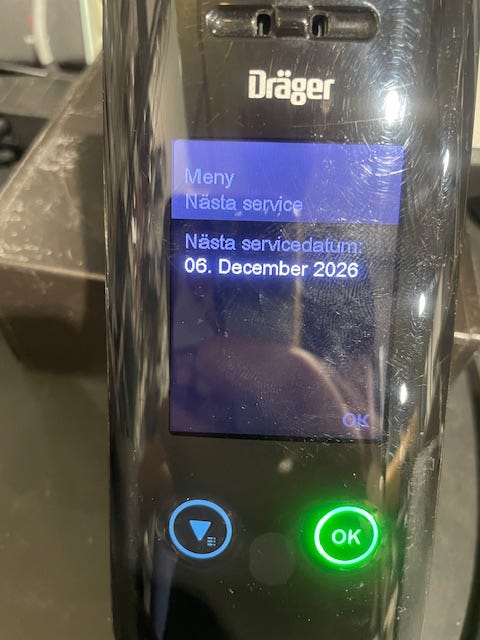 Dräger
Meny
Nästa service
Nästa servicedatum:
06. December 2026
OK
OK